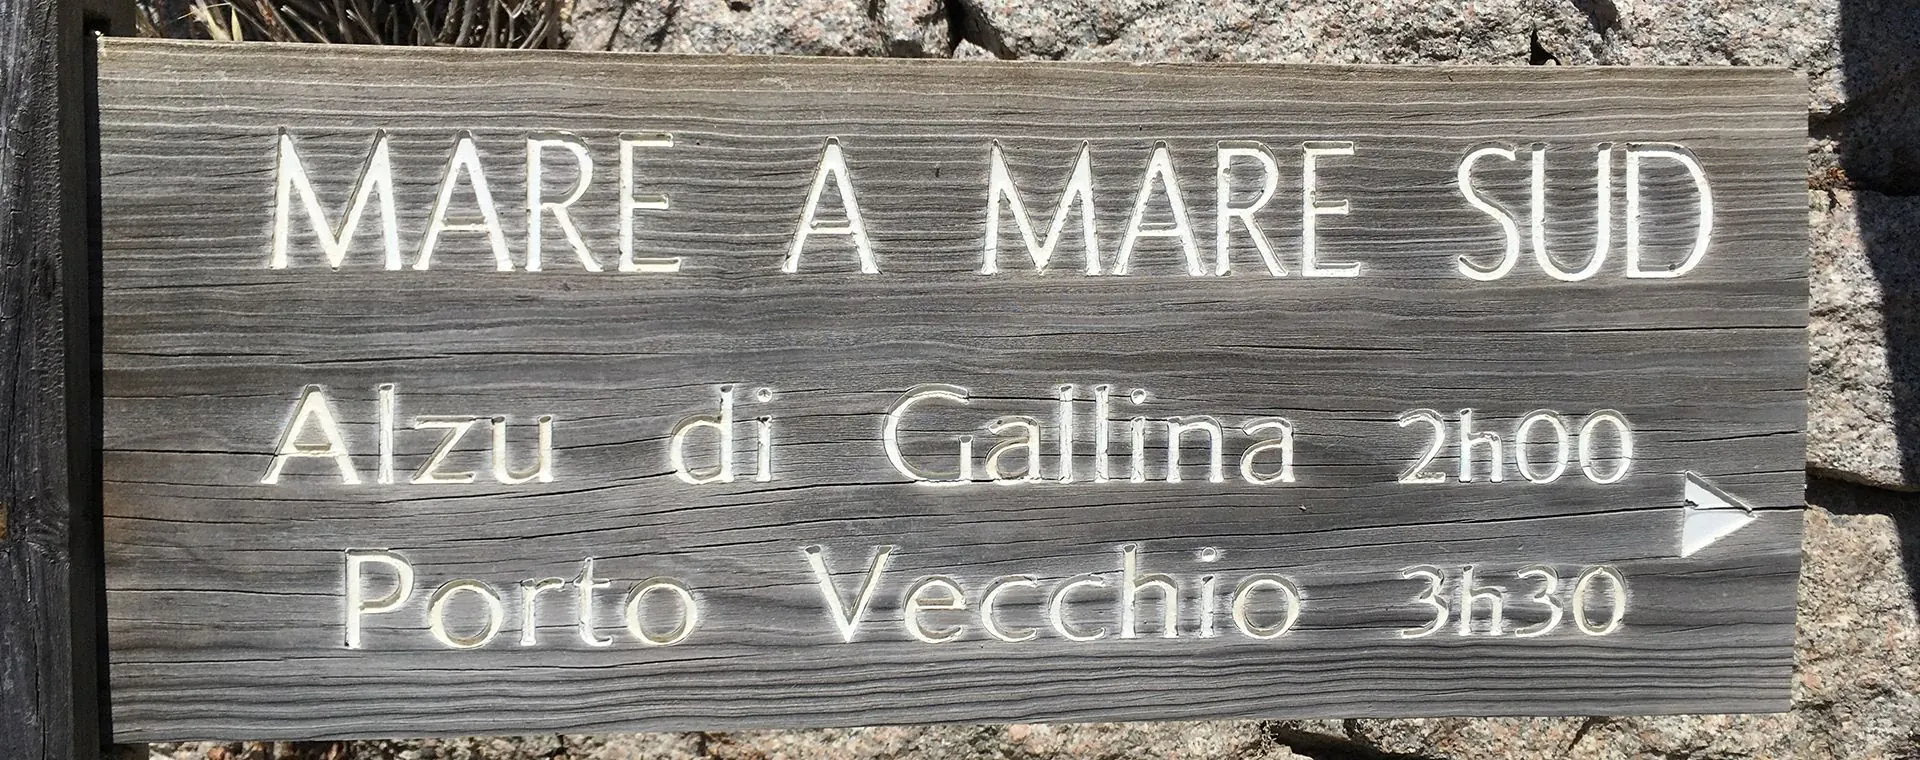 MARE A MARE SUD
Alzu di Gallina 2h00
Porto Vecchio 3h30